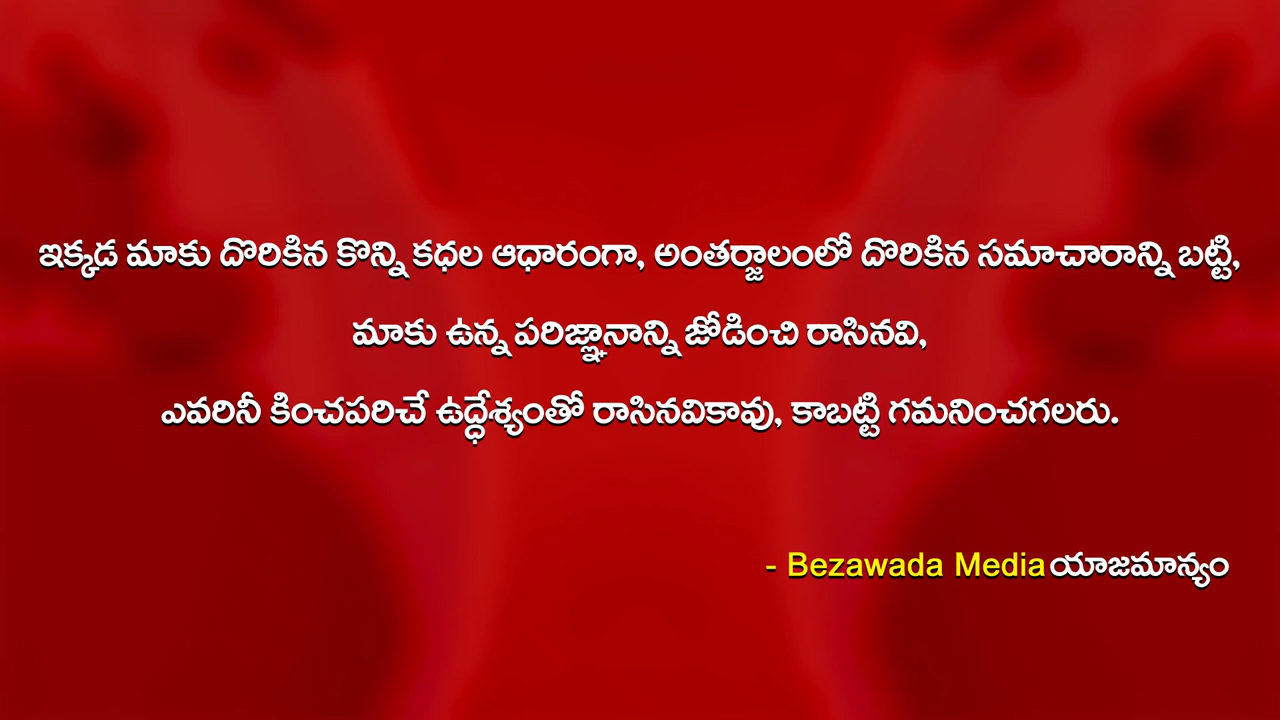 ఇక్కడ మాకు దొరికిన కొన్ని కధల ఆధారంగా, అంతర్జాలంలో దొరికిన సమాచారాన్ని బట్టి,
మాకు ఉన్న పరిజ్ఞానాన్ని జోడించి రాసినవి,
ఎవరినీ కించపరిచే ఉద్ధేశ్యంతో రాసినవికావు, కాబట్టి గమనించగలరు.
- Bezawada Media యాజమాన్యం